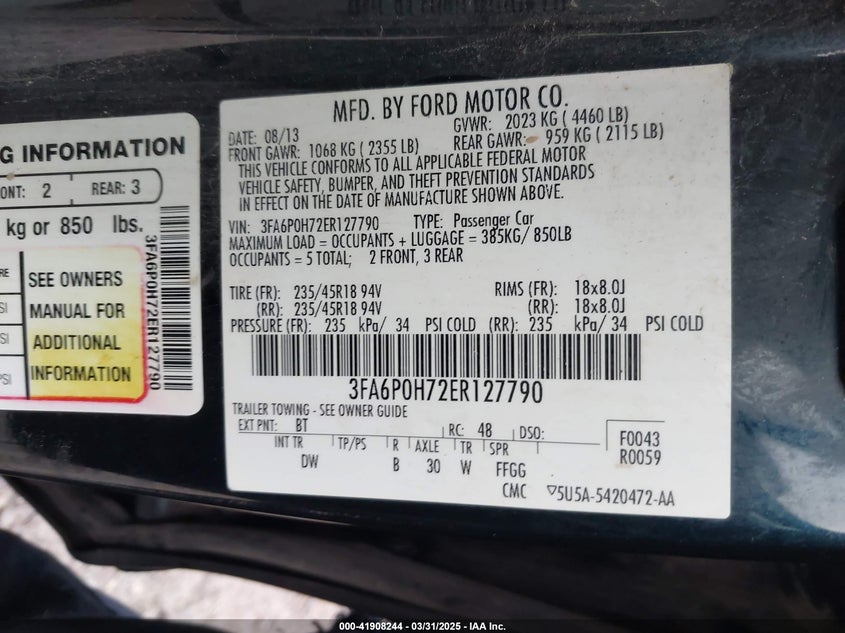 MFD. BY FORD MOTOR CO.
DATE: 08/13
GVWR: 2023 KG ( 4460 LB)
FRONT GAWR: 1068 KG ( 2355 LB)
REAR GAWR: 959 KG ( 2115 LB)
THIS VEHICLE CONFORMS TO ALL APPLICABLE FEDERAL MOTOR
VEHICLE SAFETY, BUMPER, AND THEFT PREVENTION STANDARDS
IN EFFECT ON THE DATE OF MANUFACTURE SHOWN ABOVE.
VIN: 3FA6P0H72ER127790 TYPE: Passenger Car
MAXIMUM LOAD = OCCUPANTS + LUGGAGE = 385KG/ 850LB
OCCUPANTS = 5 TOTAL; 2 FRONT, 3 REAR
TIRE (FR): 235/45R18 94V RIMS (FR): 18x8.0J
(RR): 235/45R18 94V (RR): 18x8.0J
PRESSURE (FR): 235 kPa/ 34 PSI COLD (RR): 235 kPa/ 34 PSI COLD
3FA6P0H72ER127790
TRAILER TOWING - SEE OWNER GUIDE
EXT PNT: BT RC: 48 DSO:
INT TR TP/PS R AXLE TR SPR
DW B 30 W FFGG
F0043
R0059
CMC ▽5U5A-5420472-AA
G INFORMATION
ONT: 2 REAR: 3
kg or 850 lbs.
RE
SI
SI
PSI
SEE OWNERS
MANUAL FOR
ADDITIONAL
INFORMATION
3FA6P0H72ER127790
000-41908244 - 03/31/2025 - IAA Inc.